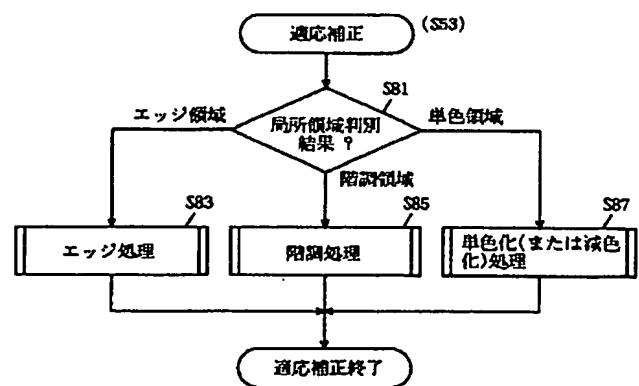 適応補正
(S53)
S81
エッジ領域
局所領域判別
結果 ?
単色領域
階調領域
S83
エッジ処理
S85
階調処理
S87
単色化(または減色
化)処理
適応補正終了